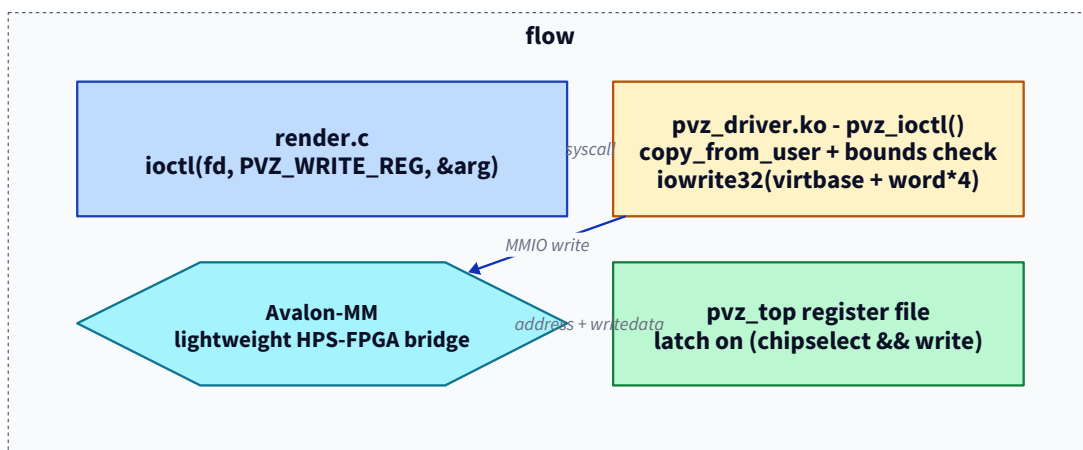 flow
render.c
ioctl(fd, PVZ_WRITE_REG, &arg)
syscall
pvz_driver.ko - pvz_ioctl()
copy_from_user + bounds check
iowrite32(virtbase + word*4)
MMIO write
Avalon-MM
lightweight HPS-FPGA bridge
address + writedata
pvz_top register file
latch on (chipselect && write)